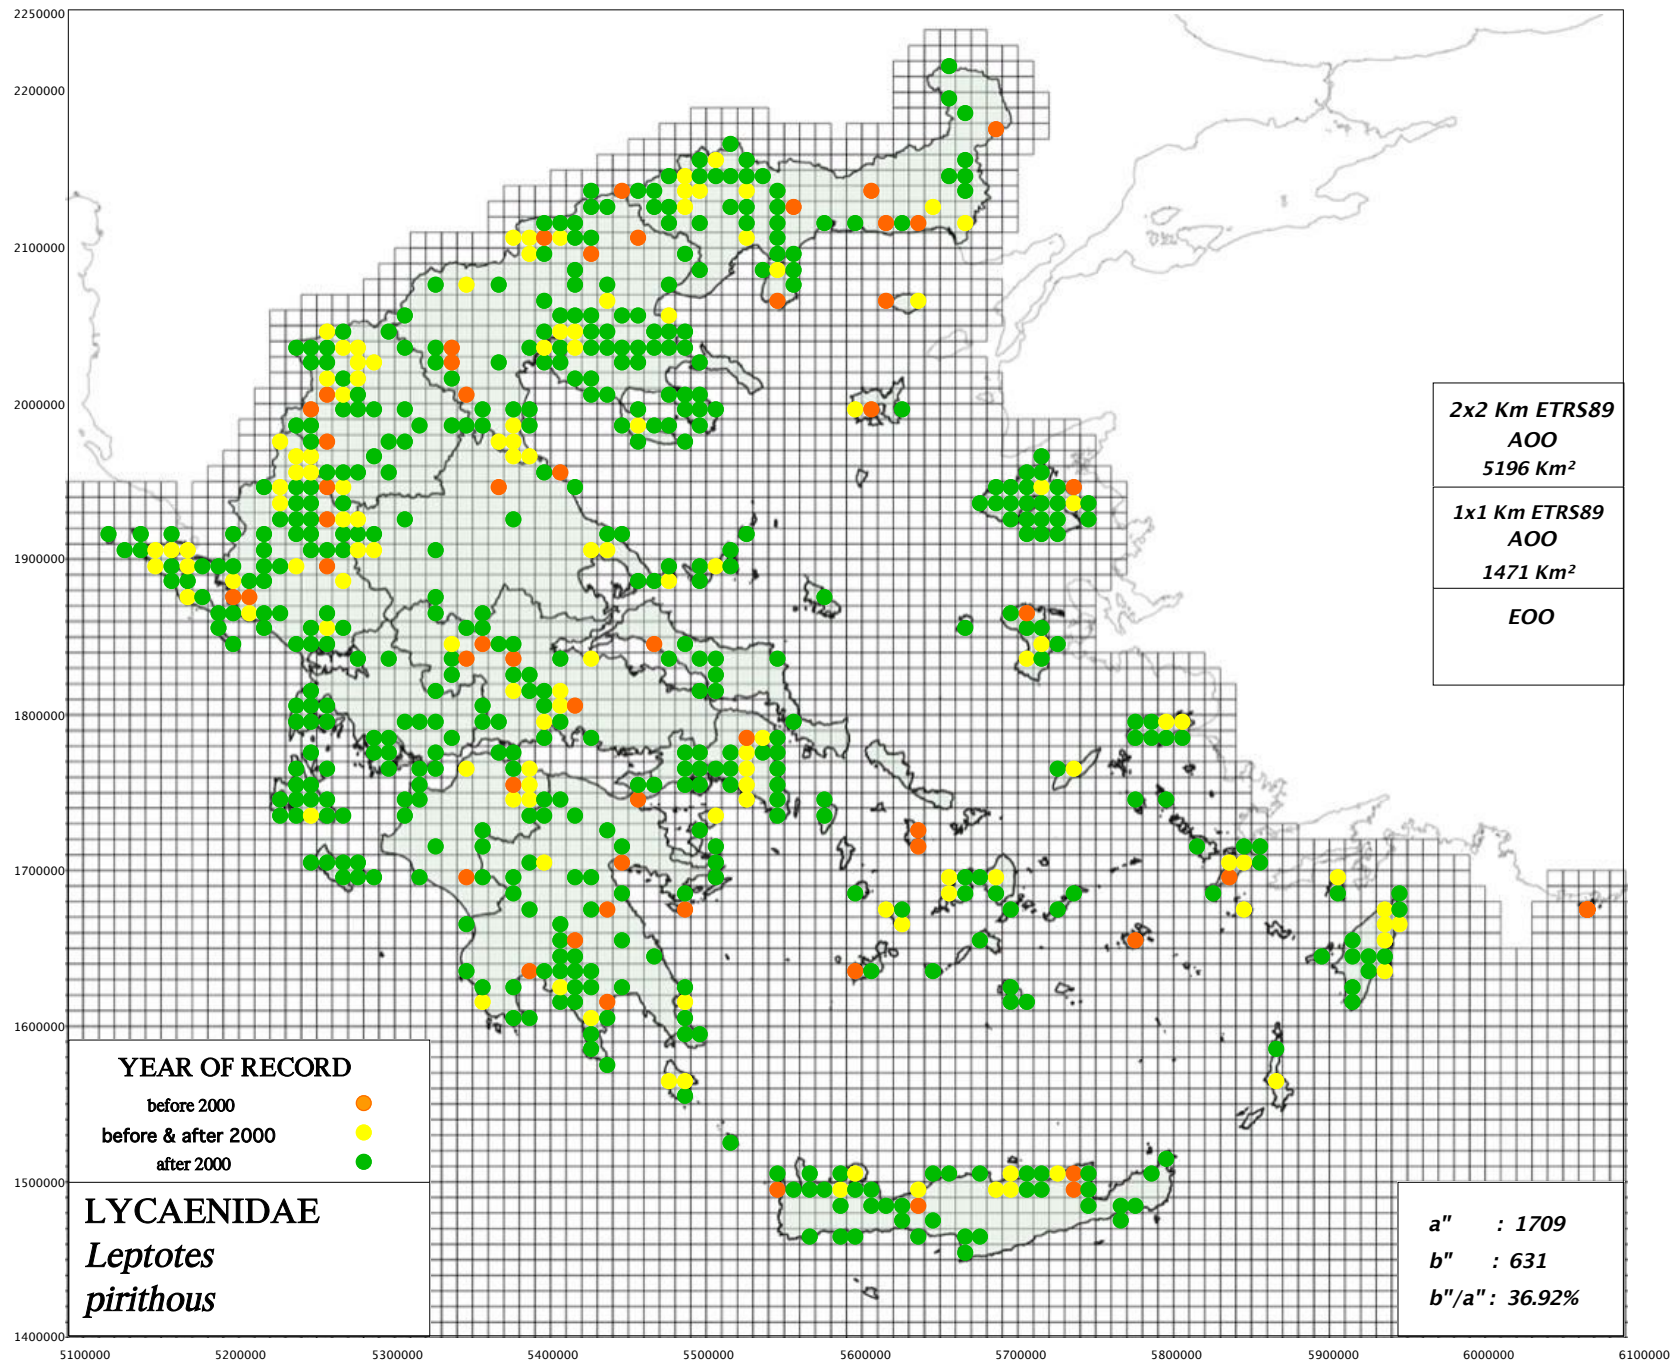 2250000
2200000
2100000
2000000
1900000
1800000
1700000
1600000
1500000
1400000
2x2 Km ETRS89
AOO
5196 Km²
1x1 Km ETRS89
AOO
1471 Km²
EOO
YEAR OF RECORD
before 2000
before & after 2000
after 2000
LYCAENIDAE
Leptotes
pirithous
a" : 1709
b" : 631
b"/a" : 36.92%
5100000 5200000 5300000 5400000 5500000 5600000 5700000 5800000 5900000 6000000 6100000